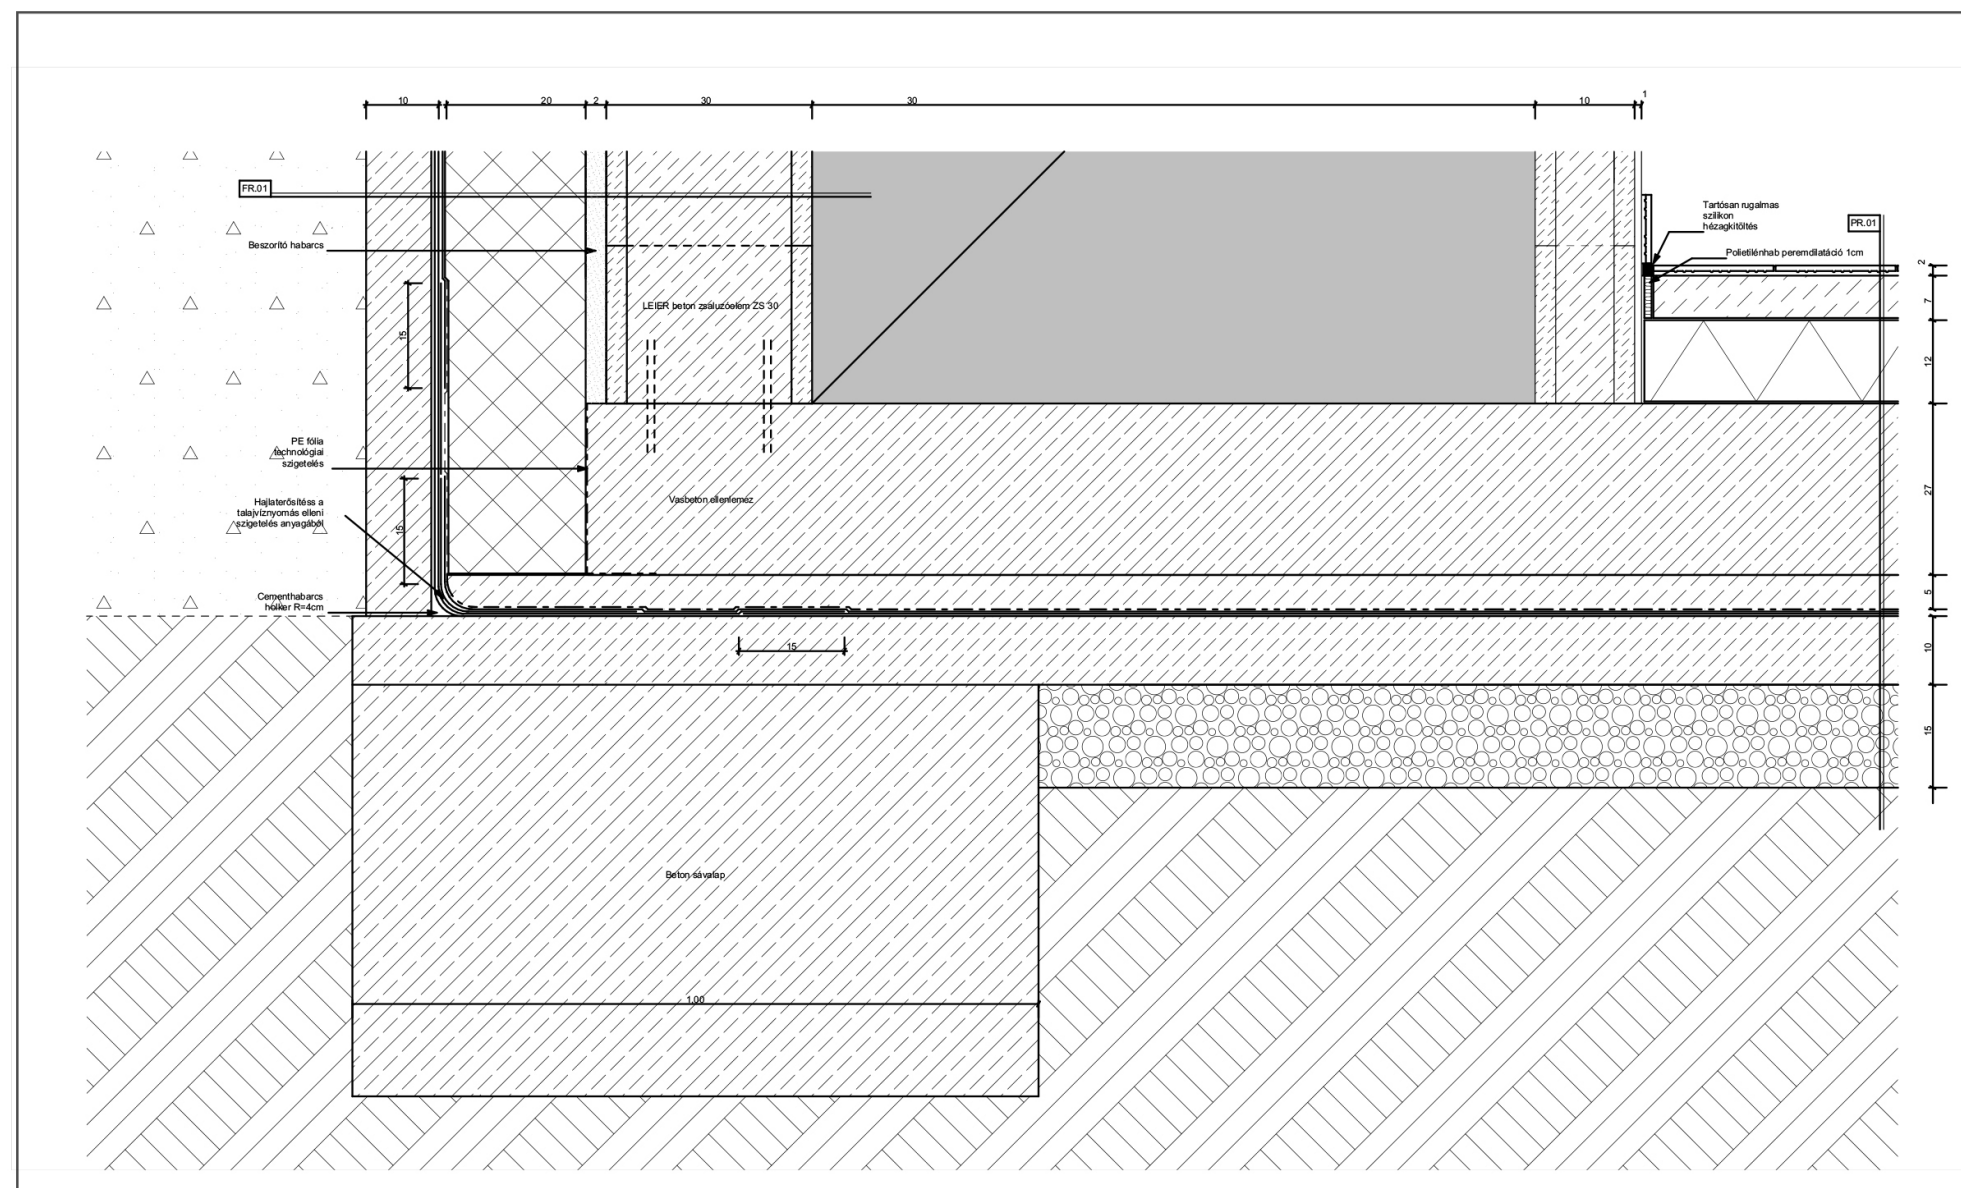 10
20
2
30
30
10
1
FR.01
Beszorító habarcs
LEIER beton zsaluzóelem ZS 30
Tartósan rugalmas
szilikon
hézagkitöltés
PR.01
Polietilénhab peremdilatáció 1cm
2
7
12
15
PE fólia
technológiai
szigetelés
Hajlaterősítéss a
talajvíznyomás elleni
szigetelés anyagából
15
Vasbeton ellenlemez
27
Cementhabarcs
holker R=4cm
5
15
10
15
Beton sávalap
1,00